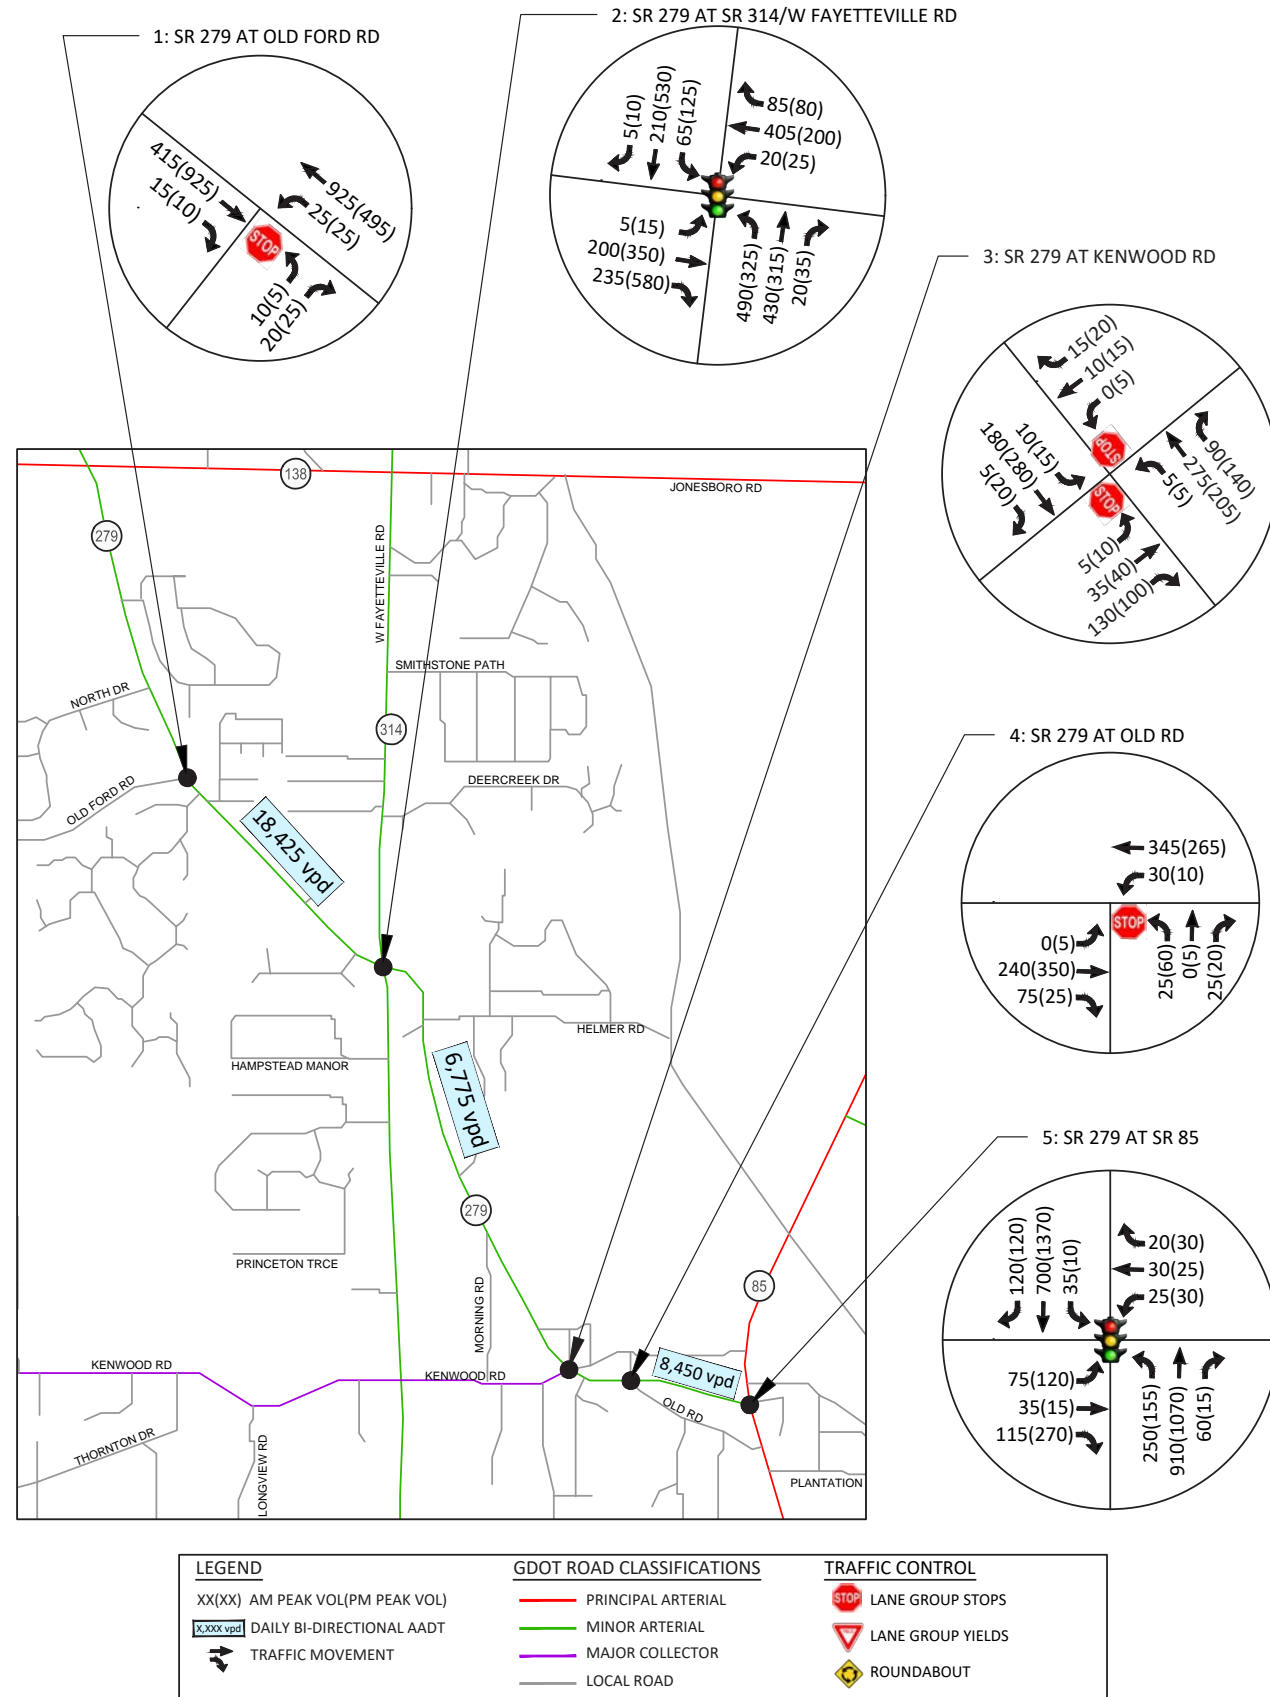 2: SR 279 AT SR 314/W FAYETTEVILLE RD
1: SR 279 AT OLD FORD RD
415(925)
15(10)
925(495)
25(25)
STOP
10(5)
20(25)
5(10)
210(530)
65(125)
85(80)
405(200)
20(25)
5(15)
200(350)
235(580)
490(325)
430(315)
20(35)
3: SR 279 AT KENWOOD RD
15(20)
10(15)
0(5)
STOP
10(15)
180(280)
5(20)
90(140)
275(205)
5(5)
STOP
5(10)
35(40)
130(100)
4: SR 279 AT OLD RD
345(265)
30(10)
STOP
0(5)
240(350)
75(25)
25(60)
0(5)
25(20)
5: SR 279 AT SR 85
120(120)
700(1370)
35(10)
20(30)
30(25)
25(30)
75(120)
35(15)
115(270)
250(155)
910(1070)
60(15)
138
JONESBORO RD
279
W FAYETTEVILLE RD
SMITHSTONE PATH
NORTH DR
314
OLD FORD RD
DEERCREEK DR
18,425 vpd
HELMER RD
HAMPSTEAD MANOR
6,775 vpd
279
PRINCETON TRCE
85
MORNING RD
KENWOOD RD
KENWOOD RD
8,450 vpd
OLD RD
THORNTON DR
LONGVIEW RD
PLANTATION
LEGEND
XX(XX) AM PEAK VOL(PM PEAK VOL)
X,XXX vpd DAILY BI-DIRECTIONAL AADT
TRAFFIC MOVEMENT
GDOT ROAD CLASSIFICATIONS
PRINCIPAL ARTERIAL
MINOR ARTERIAL
MAJOR COLLECTOR
LOCAL ROAD
TRAFFIC CONTROL
STOP LANE GROUP STOPS
LANE GROUP YIELDS
ROUNDABOUT